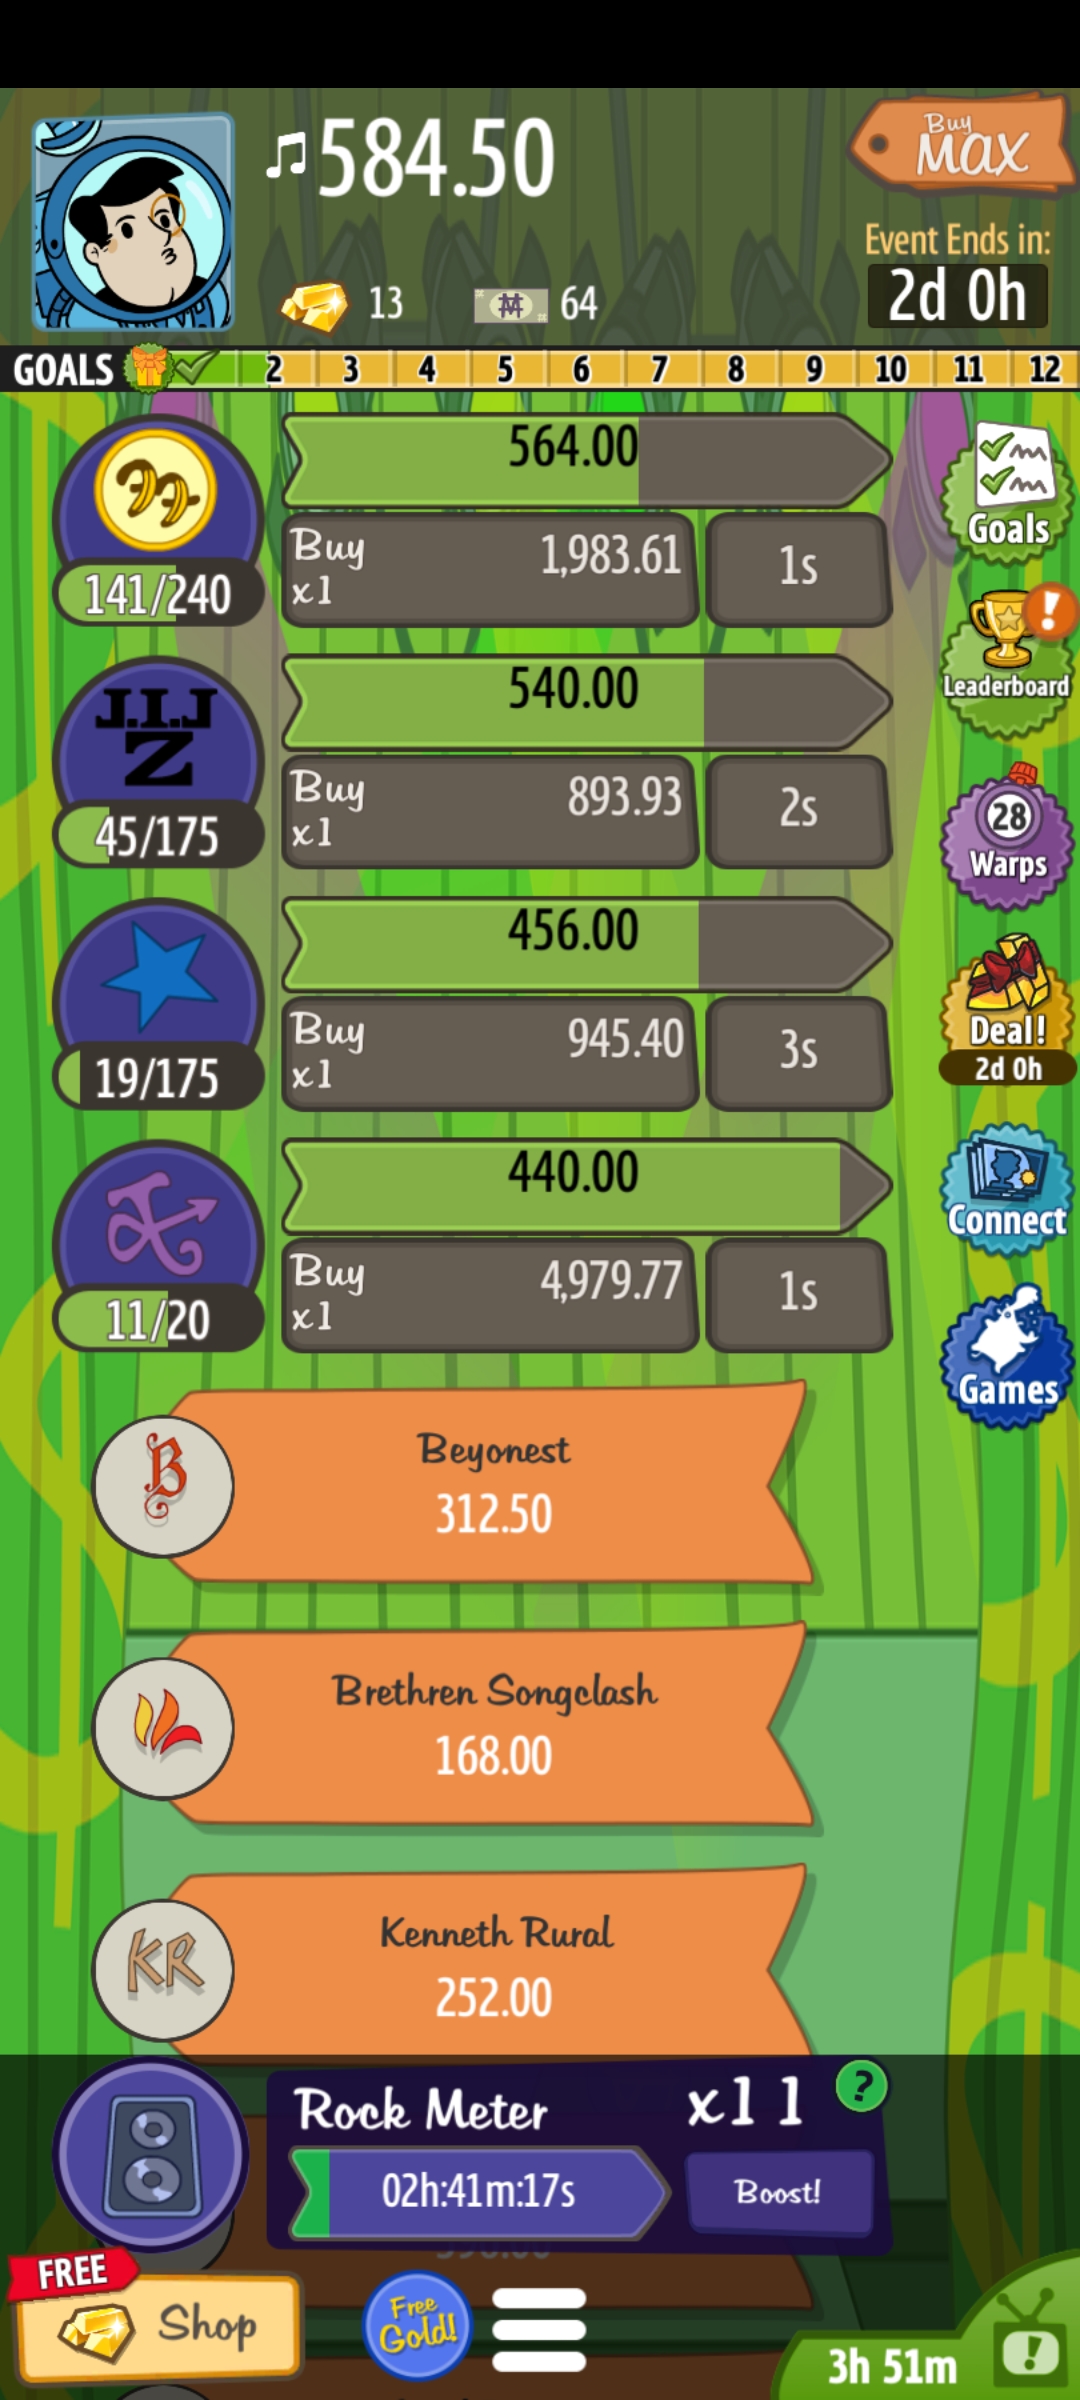 584.50
Buy
MAX
13
64
Event Ends in:
2d 0h
GOALS
2 3 4 5 6 7 8 9 10 11 12
564.00
Buy
x1
1,983.61
1s
141/240
Goals
J.I.J
Z
540.00
Buy
x1
893.93
2s
45/175
!
Leaderboard
28
Warps
456.00
Buy
x1
945.40
3s
19/175
Deal!
2d 0h
440.00
Buy
x1
4,979.77
1s
11/20
Connect
Games
B
Beyonest
312.50
Brethren Songclash
168.00
KR
Kenneth Rural
252.00
Rock Meter
x11
?
02h:41m:17s
Boost!
FREE
Shop
Free
Gold!
3h 51m
!